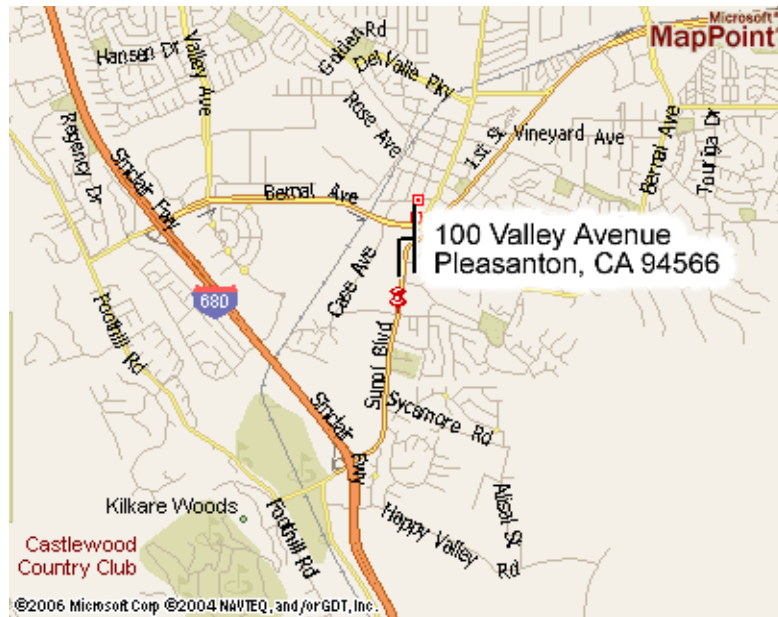 Microsoft®
MapPoint®
Hansen Dr
Valley Ave
Golden Rd
Del Valle Pky
Rose Ave
1st St
Vineyard Ave
Bernal Ave
Touriga Dr
Regency Dr
Sinclair Fwy
Bernal Ave
100 Valley Avenue
Pleasanton, CA 94566
Case Ave
680
Foothill Rd
Sunol Blvd
Sinclair Fwy
Sycamore Rd
Alisal St
Kilkare Woods
Foothill Rd
Happy Valley Rd
Castlewood
Country Club
©2006 Microsoft Corp ©2004 NAVTEQ, and/or GDT, Inc.